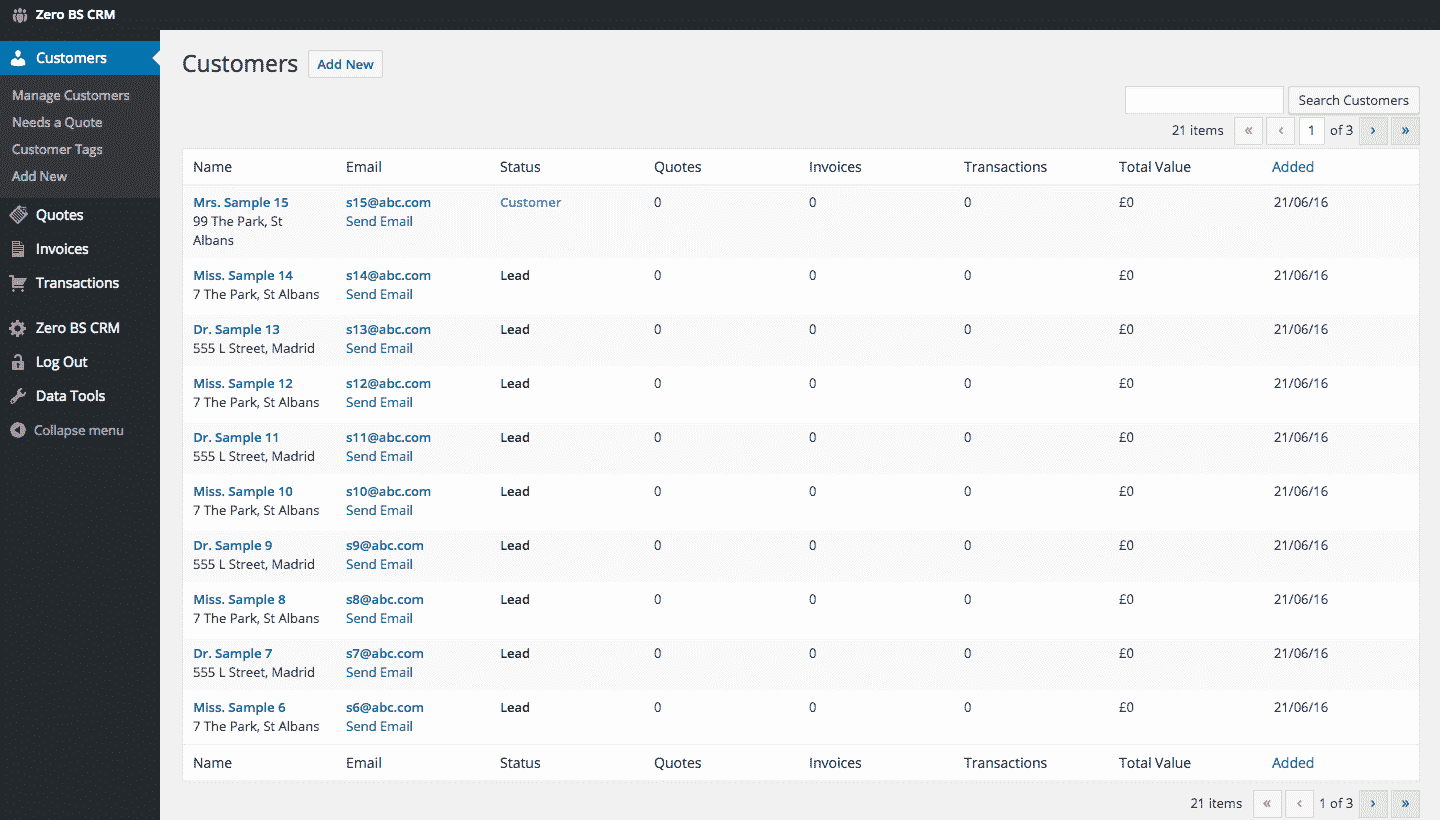 Zero BS CRM
Customers
Manage Customers
Needs a Quote
Customer Tags
Add New
Quotes
Invoices
Transactions
Zero BS CRM
Log Out
Data Tools
Collapse menu
Customers Add New
Search Customers
21 items « ‹ 1 of 3 › »
Name Email Status Quotes Invoices Transactions Total Value Added
Mrs. Sample 15 s15@abc.com Customer 0 0 0 £0 21/06/16
99 The Park, St Send Email
Albans
Miss. Sample 14 s14@abc.com Lead 0 0 0 £0 21/06/16
7 The Park, St Albans Send Email
Dr. Sample 13 s13@abc.com Lead 0 0 0 £0 21/06/16
555 L Street, Madrid Send Email
Miss. Sample 12 s12@abc.com Lead 0 0 0 £0 21/06/16
7 The Park, St Albans Send Email
Dr. Sample 11 s11@abc.com Lead 0 0 0 £0 21/06/16
555 L Street, Madrid Send Email
Miss. Sample 10 s10@abc.com Lead 0 0 0 £0 21/06/16
7 The Park, St Albans Send Email
Dr. Sample 9 s9@abc.com Lead 0 0 0 £0 21/06/16
555 L Street, Madrid Send Email
Miss. Sample 8 s8@abc.com Lead 0 0 0 £0 21/06/16
7 The Park, St Albans Send Email
Dr. Sample 7 s7@abc.com Lead 0 0 0 £0 21/06/16
555 L Street, Madrid Send Email
Miss. Sample 6 s6@abc.com Lead 0 0 0 £0 21/06/16
7 The Park, St Albans Send Email
Name Email Status Quotes Invoices Transactions Total Value Added
21 items « ‹ 1 of 3 › »